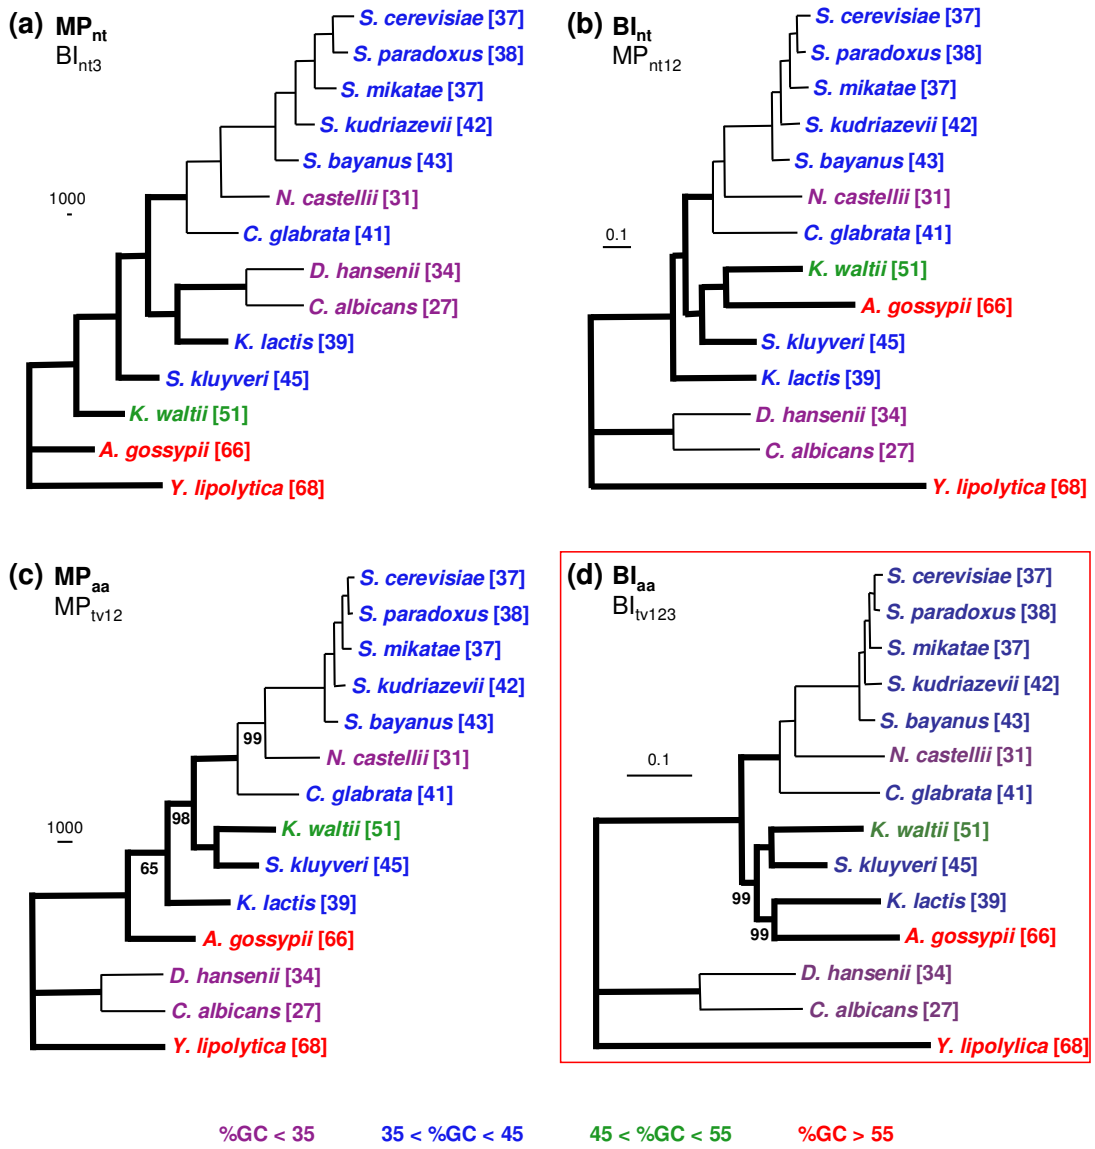 (a) MPnt
BInt3
S. cerevisiae [37]
S. paradoxus [38]
S. mikatae [37]
S. kudriazevii [42]
S. bayanus [43]
1000
N. castellii [31]
C. glabrata [41]
D. hansenii [34]
C. albicans [27]
K. lactis [39]
S. kluyveri [45]
K. waltii [51]
A. gossypii [66]
Y. lipolytica [68]
(b) BInt
MPnt12
S. cerevisiae [37]
S. paradoxus [38]
S. mikatae [37]
S. kudriazevii [42]
S. bayanus [43]
N. castellii [31]
0.1
C. glabrata [41]
K. waltii [51]
A. gossypii [66]
S. kluyveri [45]
K. lactis [39]
D. hansenii [34]
C. albicans [27]
Y. lipolytica [68]
(c) MPaa
MPtv12
S. cerevisiae [37]
S. paradoxus [38]
S. mikatae [37]
S. kudriazevii [42]
S. bayanus [43]
99
N. castellii [31]
C. glabrata [41]
98
1000
K. waltii [51]
65
S. kluyveri [45]
K. lactis [39]
A. gossypii [66]
D. hansenii [34]
C. albicans [27]
Y. lipolytica [68]
(d) BIaa
BItv123
S. cerevisiae [37]
S. paradoxus [38]
S. mikatae [37]
S. kudriazevii [42]
S. bayanus [43]
N. castellii [31]
0.1
C. glabrata [41]
K. waltii [51]
S. kluyveri [45]
99
K. lactis [39]
99
A. gossypii [66]
D. hansenii [34]
C. albicans [27]
Y. lipolylica [68]
%GC < 35 35 < %GC < 45 45 < %GC < 55 %GC > 55